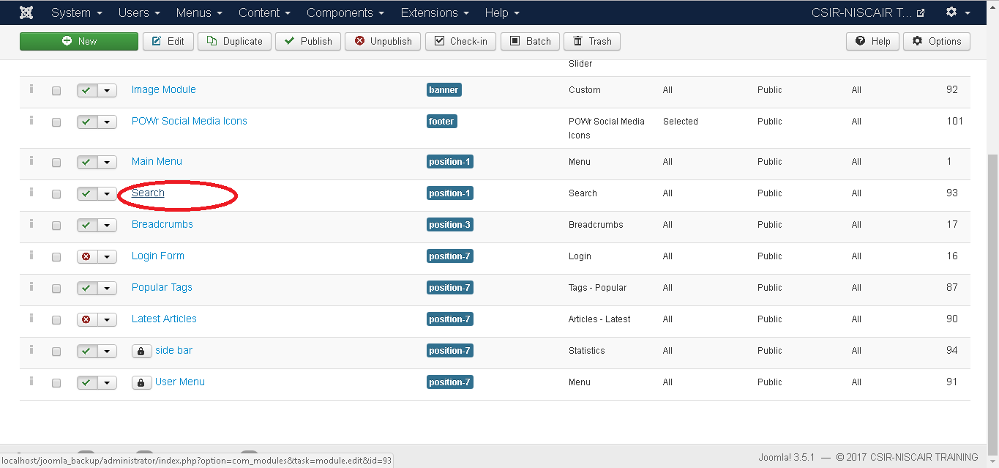 System Users Menus Content Components Extensions Help CSIR-NISCAIR T...
New Edit Duplicate Publish Unpublish Check-in Batch Trash Help Options
Slider
Image Module banner Custom All Public All 92
POWr Social Media Icons footer POWr Social Media Selected Public All 101
Icons
Main Menu position-1 Menu All Public All 1
Search position-1 Search All Public All 93
Breadcrumbs position-3 Breadcrumbs All Public All 17
Login Form position-7 Login All Public All 16
Popular Tags position-7 Tags - Popular All Public All 87
Latest Articles position-7 Articles - Latest All Public All 90
side bar position-7 Statistics All Public All 94
User Menu position-7 Menu All Public All 91
Joomla! 3.5.1 — © 2017 CSIR-NISCAIR TRAINING
localhost/joomla_backup/administrator/index.php?option=com_modules&task=module.edit&id=93